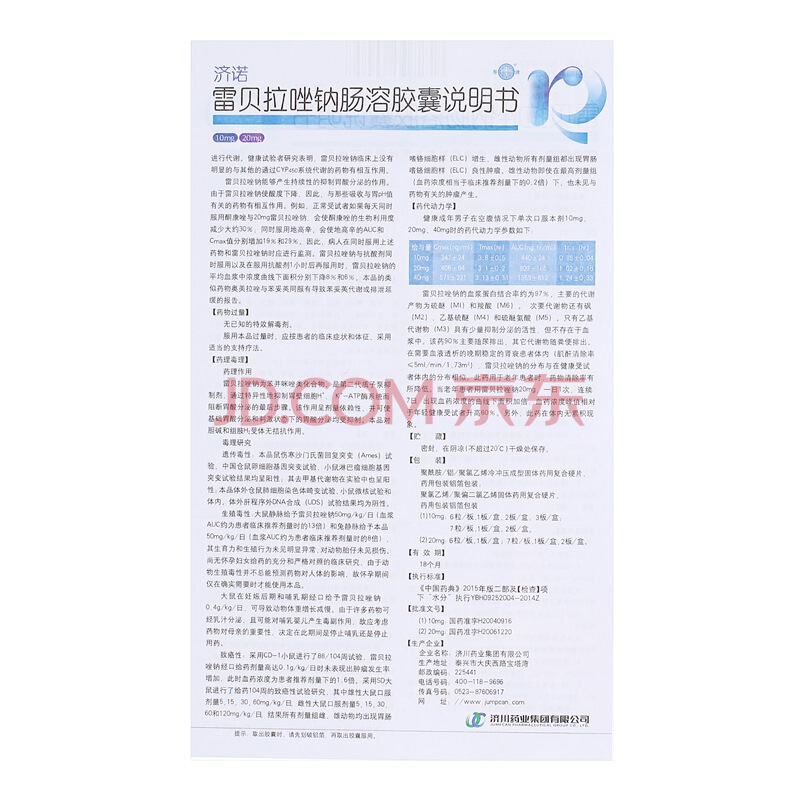 济诺
雷贝拉唑钠肠溶胶囊说明书
10mg 20mg
进行代谢。健康试验者研究表明，雷贝拉唑钠临床上没有
明显的与其他的通过CYP450系统代谢的药物有相互作用。
雷贝拉唑钠能够产生持续性的抑制胃酸分泌的作用。
由于雷贝拉唑钠使酸度下降，因此，与那些吸收与胃pH值
有关的药物有相互作用。例如，正常受试者如果每天同时
服用酮康唑与20mg雷贝拉唑钠，会使酮康唑的生物利用度
减少大约30%，同时服用地高辛，会使地高辛的AUC和
Cmax值分别增加19%和29%。因此，病人在同时服用上述
药物和雷贝拉唑钠时应进行监测。雷贝拉唑钠与抗酸剂同
时服用以及在服用抗酸剂1小时后再服用时，雷贝拉唑钠的
平均血浆中浓度曲线下面积分别下降8%和6%。本品的类
似药物奥美拉唑与苯妥英同服有导致苯妥英代谢或排泄延
缓的报告。
【药物过量】
无已知的特效解毒剂。
服用本品过量时，应按患者的临床症状和体征，采用
适当的支持疗法。
【药理毒理】
药理作用
雷贝拉唑钠为苯并咪唑类化合物，是第二代质子泵抑
制剂，通过特异性地抑制胃壁细胞H⁺、K⁺-ATP酶系统而
阻断胃酸分泌的最后步骤。该作用呈剂量依赖性，并可使
基础胃酸分泌和刺激状态下的胃酸分泌均受抑制。本品对
胆碱和组胺H₂受体无拮抗作用。
毒理研究
遗传毒性：本品鼠伤寒沙门氏菌回复突变（Ames）试
验、中国仓鼠卵细胞基因突变试验、小鼠淋巴瘤细胞基因
突变试验结果均呈阳性；其去甲基代谢物在实验中也呈阳
性；本品体外仓鼠肺细胞染色体畸变试验、小鼠微核试验和
体内、体外肝程序外DNA合成（UDS）试验结果均为阴性。
生殖毒性：大鼠静脉给予雷贝拉唑钠50mg/kg/日（血浆
AUC约为患者临床推荐剂量时的13倍）和兔静脉给予本品
50mg/kg/日（血浆AUC约为患者临床推荐剂量时的8倍），
其生育力和生殖行为未见明显异常，对动物胎仔未见损伤。
尚无怀孕妇女给药的充分和严格对照的临床研究，由于动
物生殖毒性并不总能预测药物对人体的影响，故怀孕期间
仅在确实需要时才能使用本品。
大鼠在妊娠后期和哺乳期经口给予雷贝拉唑钠
0.4g/kg/日，可导致动物体重增长减慢。由于许多药物可
经乳汁分泌，且可能对哺乳婴儿产生毒副作用，故应考虑
药物对母亲的重要性，决定在此期间是停止哺乳还是停止
用药。
致癌性：采用CD-1小鼠进行了88/104周试验，雷贝拉
唑钠经口给药剂量高达0.1g/kg/日时未表现出肿瘤发生率
增加，此时血浆浓度为患者推荐剂量下的1.6倍。采用SD大
鼠进行了给药104周的致癌性试验研究，其中雄性大鼠口服
剂量5、15、30、60mg/kg/日，雌性大鼠口服剂量5、15、30、
60和120mg/kg/日，结果所有剂量组雌、雄动物均出现胃肠
嗜铬细胞样（ELC）增生，雌性动物所有剂量组都出现胃肠
嗜铬细胞样（ELC）良性肿瘤，雄性动物即使在最高剂量组
（血药浓度相当于临床推荐剂量下的0.2倍）下，也未见与
药物有关的肿瘤产生。
【药代动力学】
健康成年男子在空腹情况下单次口服本剂10mg、
20mg、40mg时的药代动力学参数如下：
给与量 Cmax(ng/ml) Tmax(hr) AUC(ng.hr/ml) t1/2 (hr)
10mg
20mg
40mg
雷贝拉唑钠的血浆蛋白结合率约为97%，主要的代谢
产物为硫醚（M1）和羧酸（M6），次要代谢物还有砜
（M2）、乙基硫醚（M4）和硫醚氨酸（M5）。只有乙基
代谢物（M3）具有少量抑制分泌的活性，但不存在于血
浆中，该药90%主要随尿排出，其它代谢物随粪便排出。
在需要血液透析的晚期稳定的肾衰患者体内（肌酐清除率
≤5ml/min/1.73m²），雷贝拉唑钠的分布与在健康受试
者体内的分布相似。此药用于老年患者时，药物清除率有
所降低。当老年患者用雷贝拉唑钠20mg，一日一次，连续
7日，出现血药浓度的曲线下面积加倍，血药浓度峰值相对
于年轻健康受试者升高60%。另外，此药在体内无累积现
象。
【贮 藏】
密封，在阴凉(不超过20℃)干燥处保存。
【包 装】
聚酰胺/铝/聚氯乙烯冷冲压成型固体药用复合硬片，
药用包装铝箔包装；
聚氯乙烯/聚偏二氯乙烯固体药用复合硬片，
药用包装铝箔包装
(1)10mg：6粒/板,1板/盒；2板/盒；3板/盒；
7粒/板,1板/盒；2板/盒。
(2)20mg：6粒/板,1板/盒；7粒/板,1板/盒,2板/盒。
【有 效 期】
18个月
【执行标准】
《中国药典》2015年版二部及【检查】项
下“水分”执行YBH09252004-2014Z
【批准文号】
(1)10mg：国药准字H20040916
(2)20mg：国药准字H20061220
【生产企业】
企业名称：济川药业集团有限公司
生产地址：泰兴市大庆西路宝塔湾
邮政编码：225441
电话号码：400-118-9696
传真号码：0523-87606917
网 址：//www.jumpcan.com
济川药业集团有限公司
JUMPCAN PHARMACEUTICAL GROUP CO., LTD.
提示：取出胶囊时，请先划破铝箔，再取出胶囊服用。
JD.COM 京东